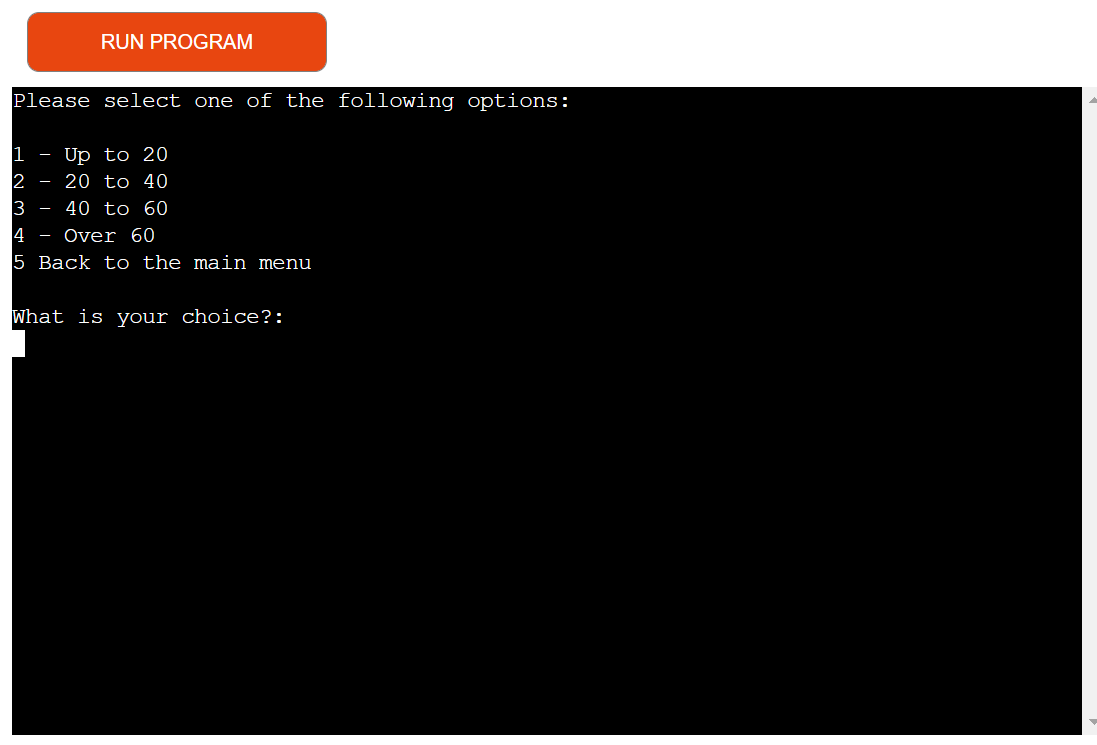 RUN PROGRAM
Please select one of the following options:
1 - Up to 20
2 - 20 to 40
3 - 40 to 60
4 - Over 60
5 Back to the main menu
What is your choice?: